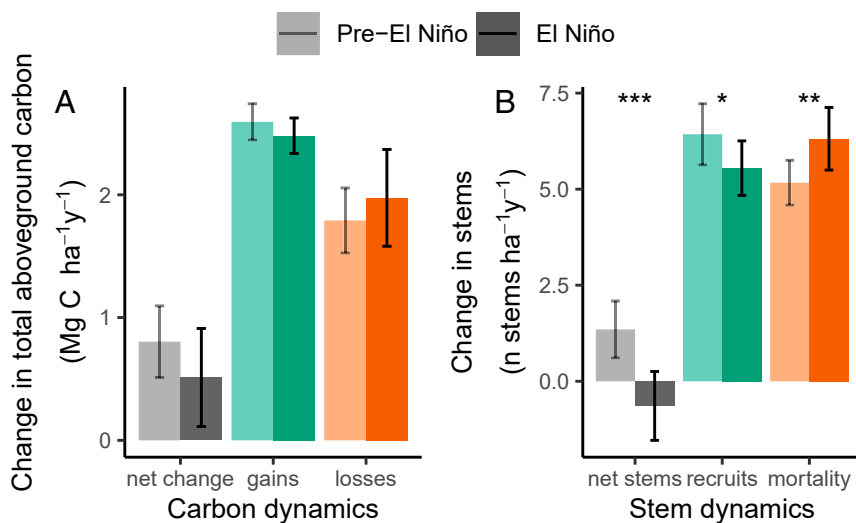 Pre−El Niño El Niño
A
Change in total aboveground carbon
(Mg C ha⁻¹y⁻¹)
2
1
0
net change gains losses
Carbon dynamics
B
*** * **
Change in stems
(n stems ha⁻¹y⁻¹)
7.5
5.0
2.5
0.0
net stems recruits mortality
Stem dynamics